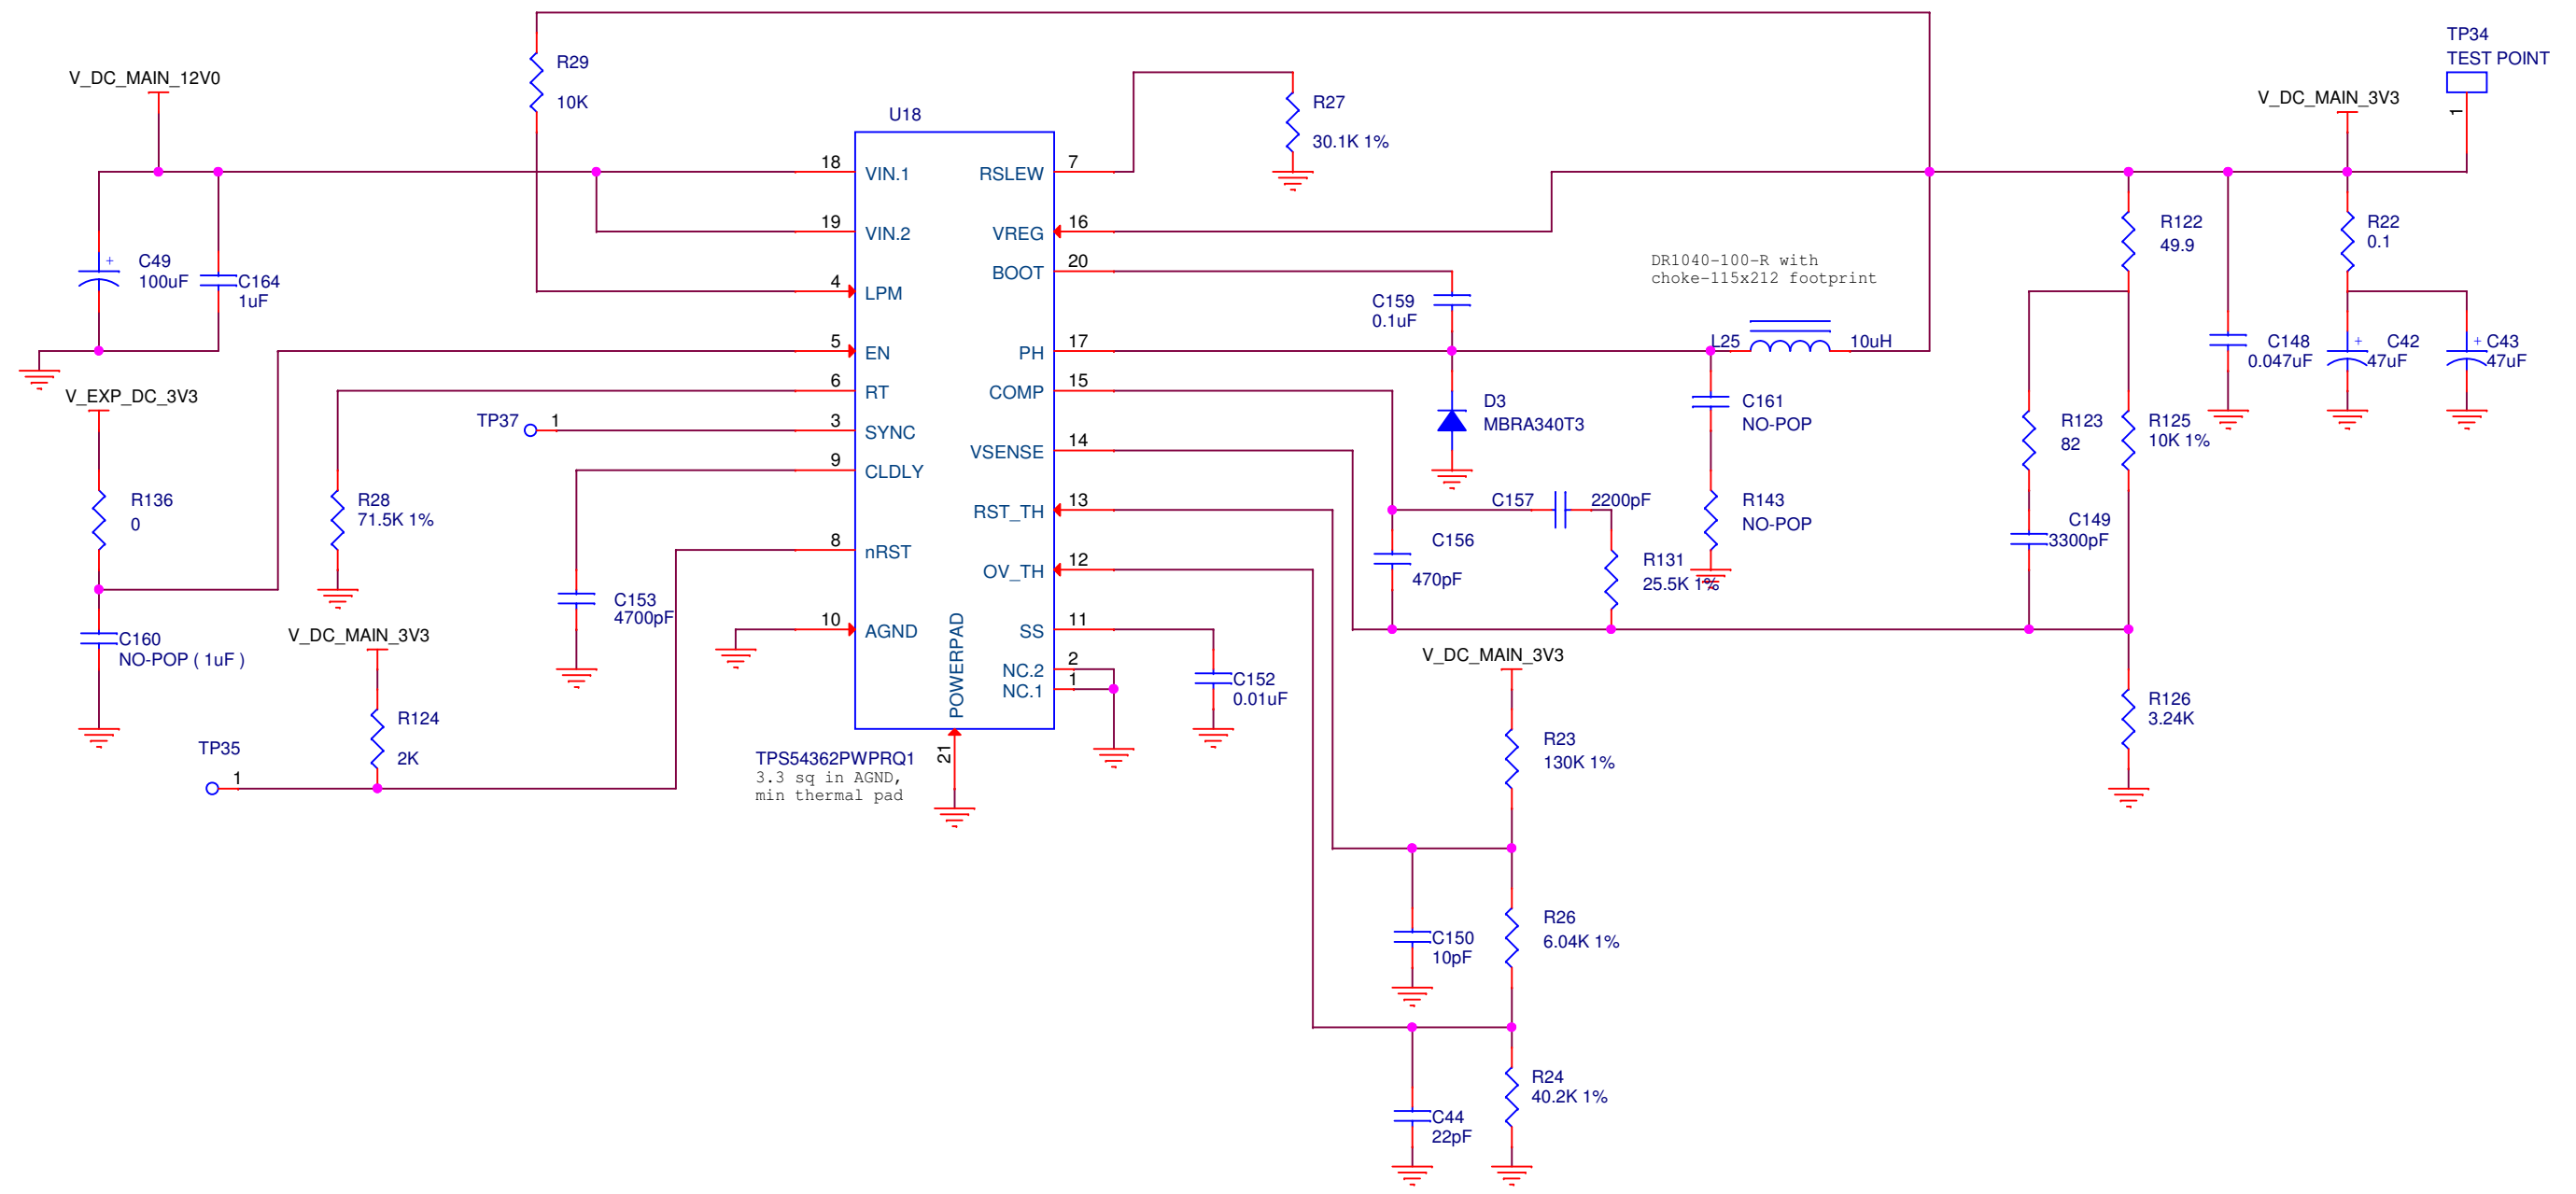 TP34
TEST POINT
1
V_DC_MAIN_12V0
V_DC_MAIN_3V3
R29
10K
R27
30.1K 1%
U18
18
VIN.1
19
VIN.2
4
LPM
5
EN
6
RT
3
SYNC
9
CLDLY
8
nRST
10
AGND
POWERPAD
21
7
RSLEW
16
VREG
20
BOOT
17
PH
15
COMP
14
VSENSE
13
RST_TH
12
OV_TH
11
SS
2
NC.2
1
NC.1
TPS54362PWPRQ1
3.3 sq in AGND,
min thermal pad
C49
100uF
+
C164
1uF
V_EXP_DC_3V3
R136
0
C160
NO-POP ( 1uF )
R28
71.5K 1%
TP37
1
V_DC_MAIN_3V3
R124
2K
TP35
1
C153
4700pF
C152
0.01uF
C159
0.1uF
DR1040-100-R with
choke-115x212 footprint
L25
10uH
D3
MBRA340T3
C161
NO-POP
R143
NO-POP
C157
2200pF
C156
470pF
R131
25.5K 1%
R122
49.9
R123
82
R125
10K 1%
C149
3300pF
R126
3.24K
C148
0.047uF
R22
0.1
+
C42
47uF
+
C43
47uF
V_DC_MAIN_3V3
R23
130K 1%
R26
6.04K 1%
C150
10pF
R24
40.2K 1%
C44
22pF